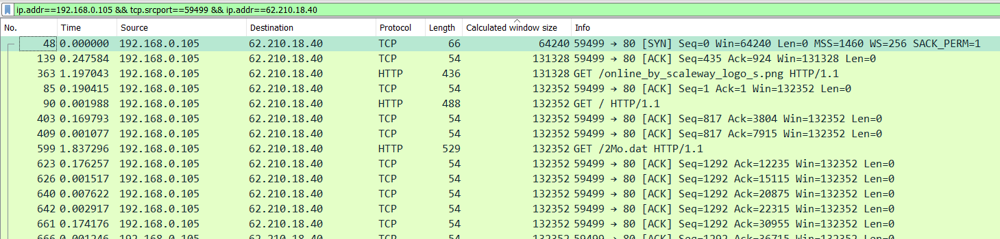 ip.addr==192.168.0.105 && tcp.srcport==59499 && ip.addr==62.210.18.40
No. Time Source Destination Protocol Length Calculated window size Info
48 0.000000 192.168.0.105 62.210.18.40 TCP 66 64240 59499 → 80 [SYN] Seq=0 Win=64240 Len=0 MSS=1460 WS=256 SACK_PERM=1
139 0.247584 192.168.0.105 62.210.18.40 TCP 54 131328 59499 → 80 [ACK] Seq=435 Ack=924 Win=131328 Len=0
363 1.197043 192.168.0.105 62.210.18.40 HTTP 436 131328 GET /online_by_scaleway_logo_s.png HTTP/1.1
85 0.190415 192.168.0.105 62.210.18.40 TCP 54 132352 59499 → 80 [ACK] Seq=1 Ack=1 Win=132352 Len=0
90 0.001988 192.168.0.105 62.210.18.40 HTTP 488 132352 GET / HTTP/1.1
403 0.169793 192.168.0.105 62.210.18.40 TCP 54 132352 59499 → 80 [ACK] Seq=817 Ack=3804 Win=132352 Len=0
409 0.001077 192.168.0.105 62.210.18.40 TCP 54 132352 59499 → 80 [ACK] Seq=817 Ack=7915 Win=132352 Len=0
599 1.837296 192.168.0.105 62.210.18.40 HTTP 529 132352 GET /2Mo.dat HTTP/1.1
623 0.176257 192.168.0.105 62.210.18.40 TCP 54 132352 59499 → 80 [ACK] Seq=1292 Ack=12235 Win=132352 Len=0
626 0.001517 192.168.0.105 62.210.18.40 TCP 54 132352 59499 → 80 [ACK] Seq=1292 Ack=15115 Win=132352 Len=0
640 0.007622 192.168.0.105 62.210.18.40 TCP 54 132352 59499 → 80 [ACK] Seq=1292 Ack=20875 Win=132352 Len=0
642 0.002917 192.168.0.105 62.210.18.40 TCP 54 132352 59499 → 80 [ACK] Seq=1292 Ack=22315 Win=132352 Len=0
661 0.174176 192.168.0.105 62.210.18.40 TCP 54 132352 59499 → 80 [ACK] Seq=1292 Ack=30955 Win=132352 Len=0
666 0.001246 192.168.0.105 62.210.18.40 TCP 54 132352 59499 → 80 [ACK] Seq=1292 Ack=36715 Win=132352 Len=0